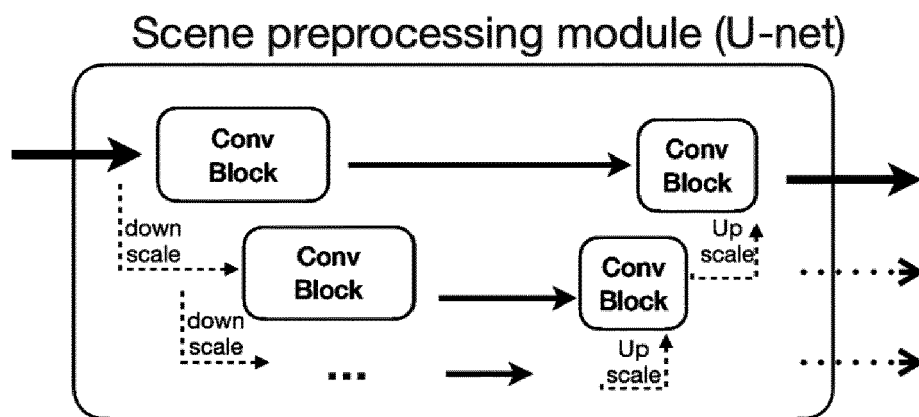 Scene preprocessing module (U-net)
Conv
Block
Conv
Block
down
scale
Conv
Block
Conv
Block
Up
scale
down
scale
...
Up
scale